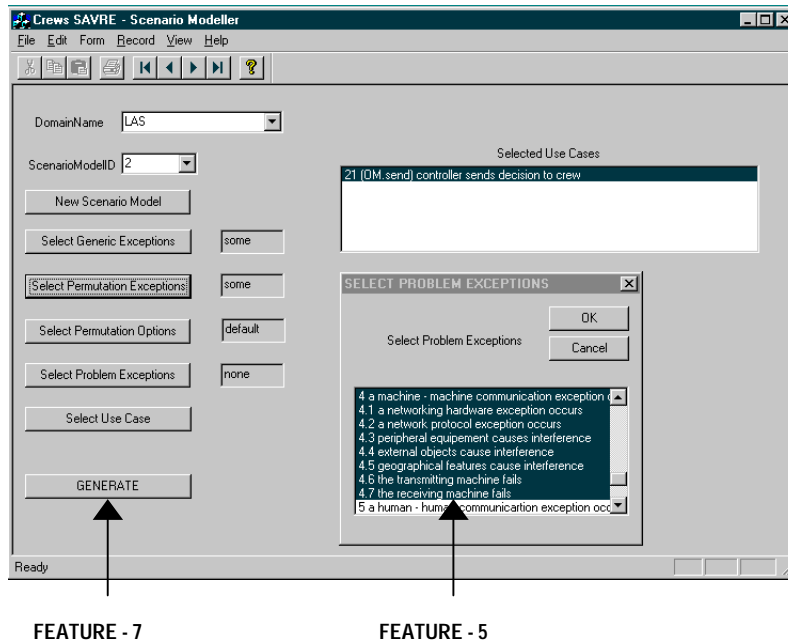 Crews SAVRE - Scenario Modeller
File Edit Form Record View Help
DomainName LAS
ScenarioModelID 2
New Scenario Model
Select Generic Exceptions some
Select Permutation Exceptions some
Select Permutation Options default
Select Problem Exceptions none
Select Use Case
GENERATE
Selected Use Cases
21 (OM.send) controller sends decision to crew
SELECT PROBLEM EXCEPTIONS
OK
Select Problem Exceptions
Cancel
4 a machine - machine communication exception
4.1 a networking hardware exception occurs
4.2 a network protocol exception occurs
4.3 peripheral equipement causes interference
4.4 external objects cause interference
4.5 geographical features cause interference
4.6 the transmitting machine fails
4.7 the receiving machine fails
5 a human - human communicartion exception occ
Ready
FEATURE - 7
FEATURE - 5